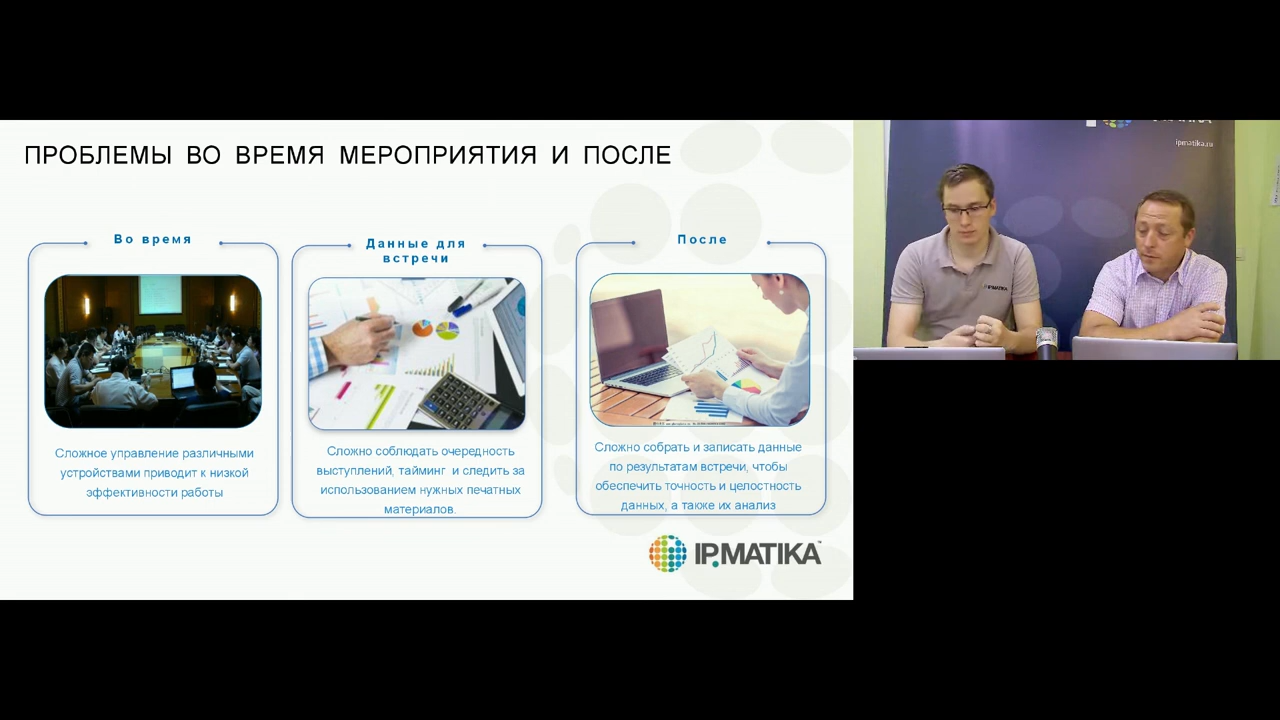 ПРОБЛЕМЫ ВО ВРЕМЯ МЕРОПРИЯТИЯ И ПОСЛЕ
Во время
Сложное управление различными
устройствами приводит к низкой
эффективности работы
Данные для
встречи
Сложно соблюдать очередность
выступлений, тайминг и следить за
использованием нужных печатных
материалов.
После
Сложно собрать и записать данные
по результатам встречи, чтобы
обеспечить точность и целостность
данных, а также их анализ
IP.MATIKA™
ipmatika.ru
IP.MATIKA